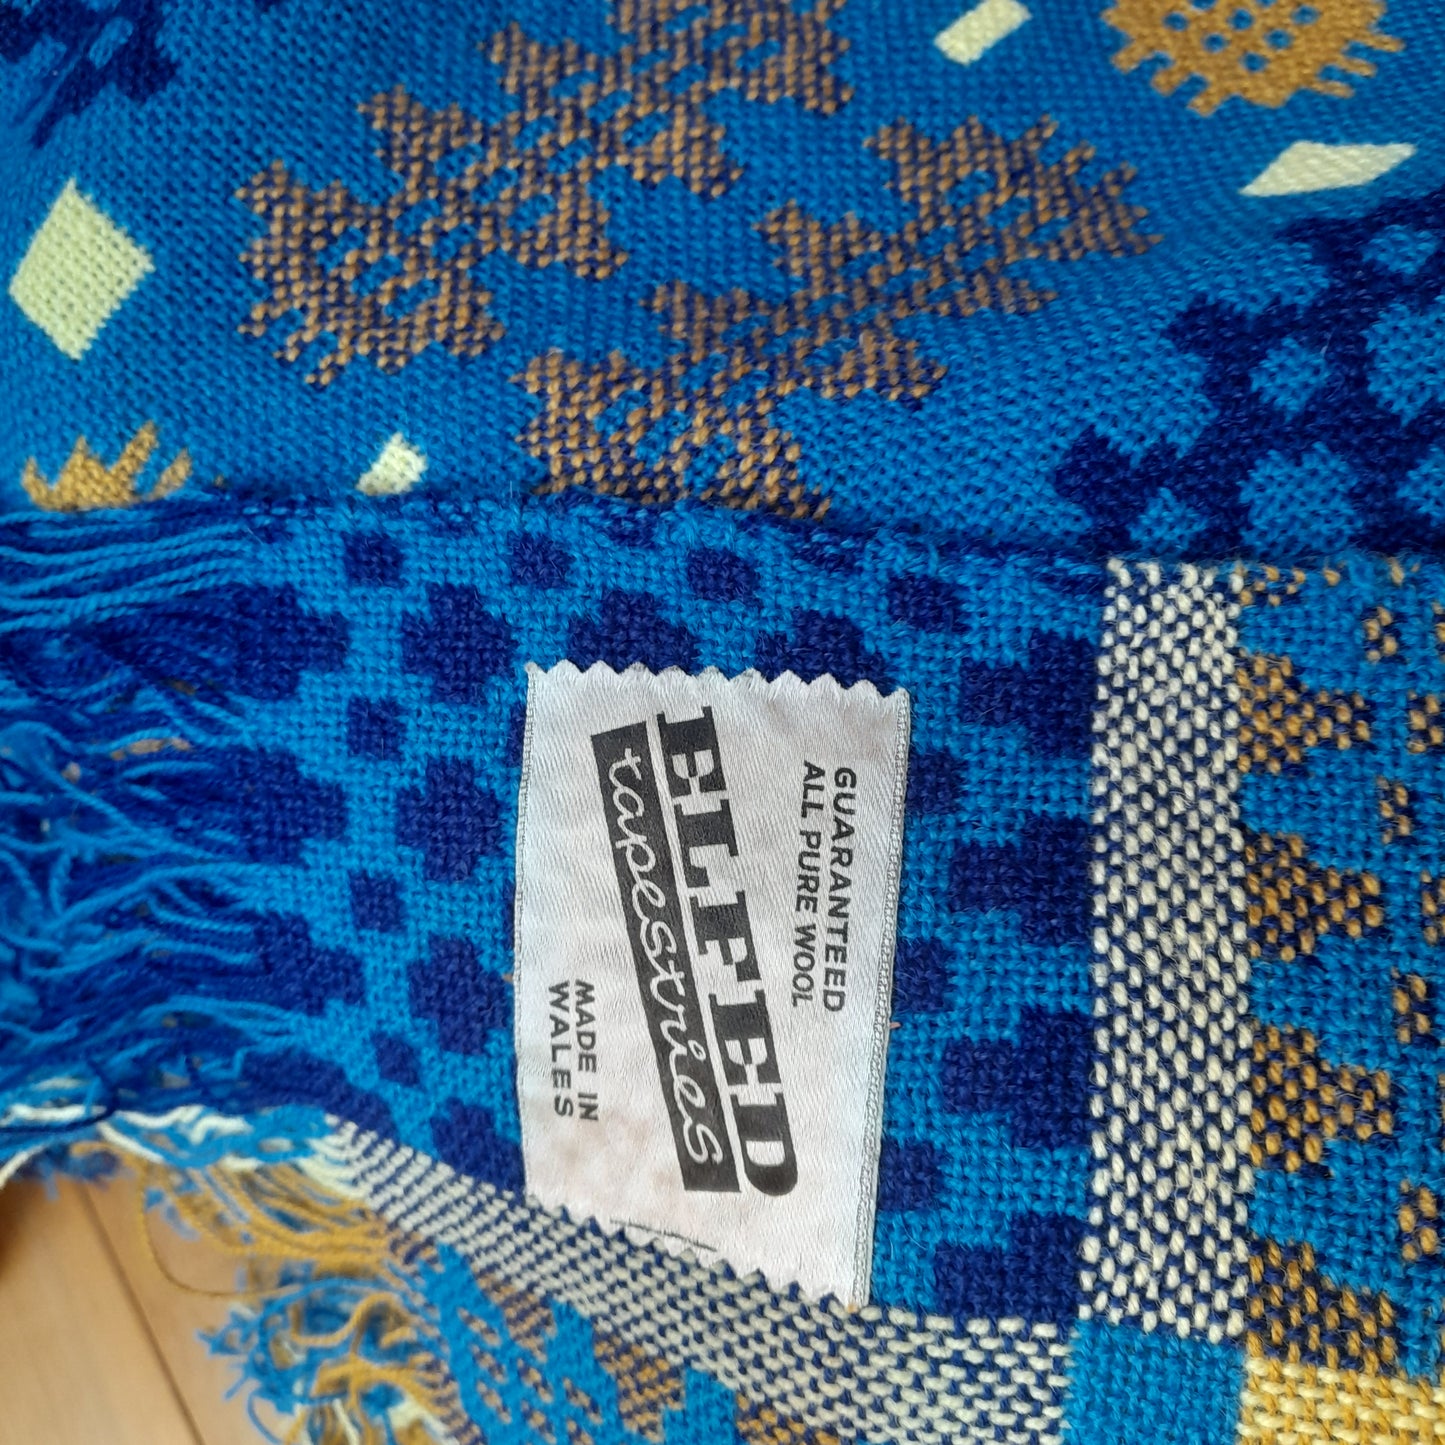 GUARANTEED
ALL PURE WOOL
ELFED
tapestries
MADE IN
WALES